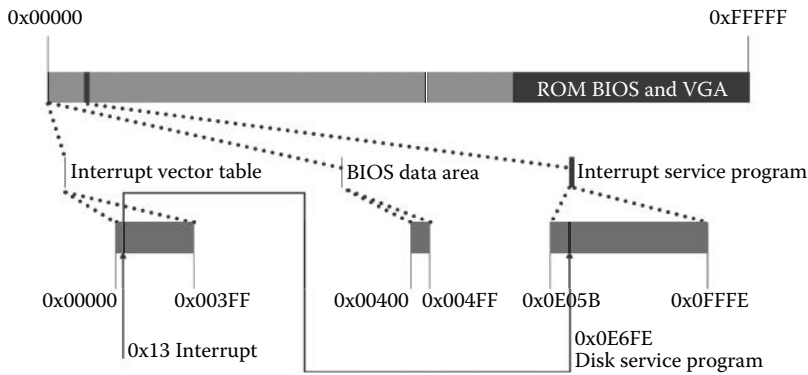 0x00000
0xFFFFF
ROM BIOS and VGA
Interrupt vector table
BIOS data area
Interrupt service program
0x00000
0x003FF
0x00400
0x004FF
0x0E05B
0x0FFFE
0x13 Interrupt
0x0E6FE
Disk service program